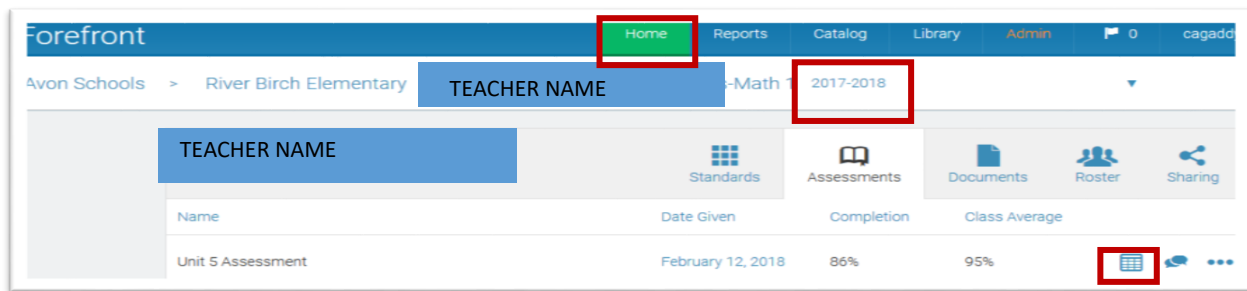 Forefront Home Reports Catalog Library Admin 0 cagaddy
Avon Schools > River Birch Elementary TEACHER NAME s-Math 1 2017-2018
TEACHER NAME
Standards Assessments Documents Roster Sharing
Name Date Given Completion Class Average
Unit 5 Assessment February 12, 2018 86% 95%